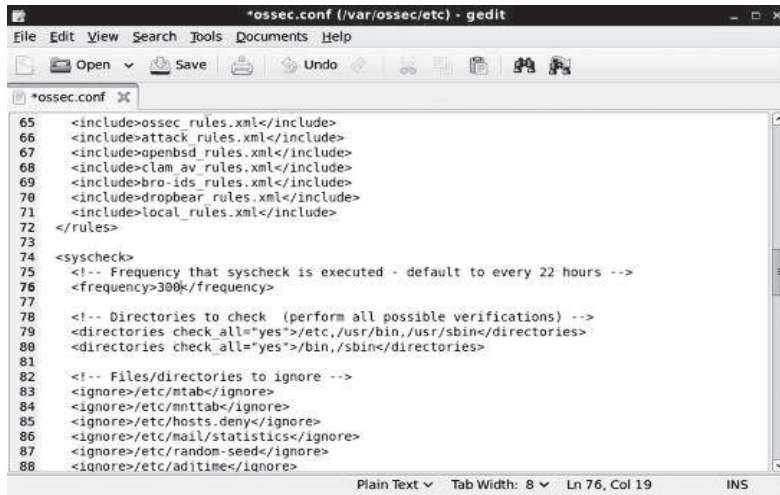 *ossec.conf (/var/ossec/etc) - gedit
File Edit View Search Tools Documents Help
Open Save Undo
*ossec.conf
65 <include>ossec_rules.xml</include>
66 <include>attack_rules.xml</include>
67 <include>openbsd_rules.xml</include>
68 <include>clam_av_rules.xml</include>
69 <include>bro-ids_rules.xml</include>
70 <include>dropbear_rules.xml</include>
71 <include>local_rules.xml</include>
72 </rules>
73
74 <syscheck>
75 <!-- Frequency that syscheck is executed - default to every 22 hours -->
76 <frequency>300</frequency>
77
78 <!-- Directories to check (perform all possible verifications) -->
79 <directories check_all="yes">/etc,/usr/bin,/usr/sbin</directories>
80 <directories check_all="yes">/bin,/sbin</directories>
81
82 <!-- Files/directories to ignore -->
83 <ignore>/etc/mtab</ignore>
84 <ignore>/etc/mnttab</ignore>
85 <ignore>/etc/hosts.deny</ignore>
86 <ignore>/etc/mail/statistics</ignore>
87 <ignore>/etc/random-seed</ignore>
88 <ignore>/etc/adjtime</ignore>
Plain Text Tab Width: 8 Ln 76, Col 19 INS